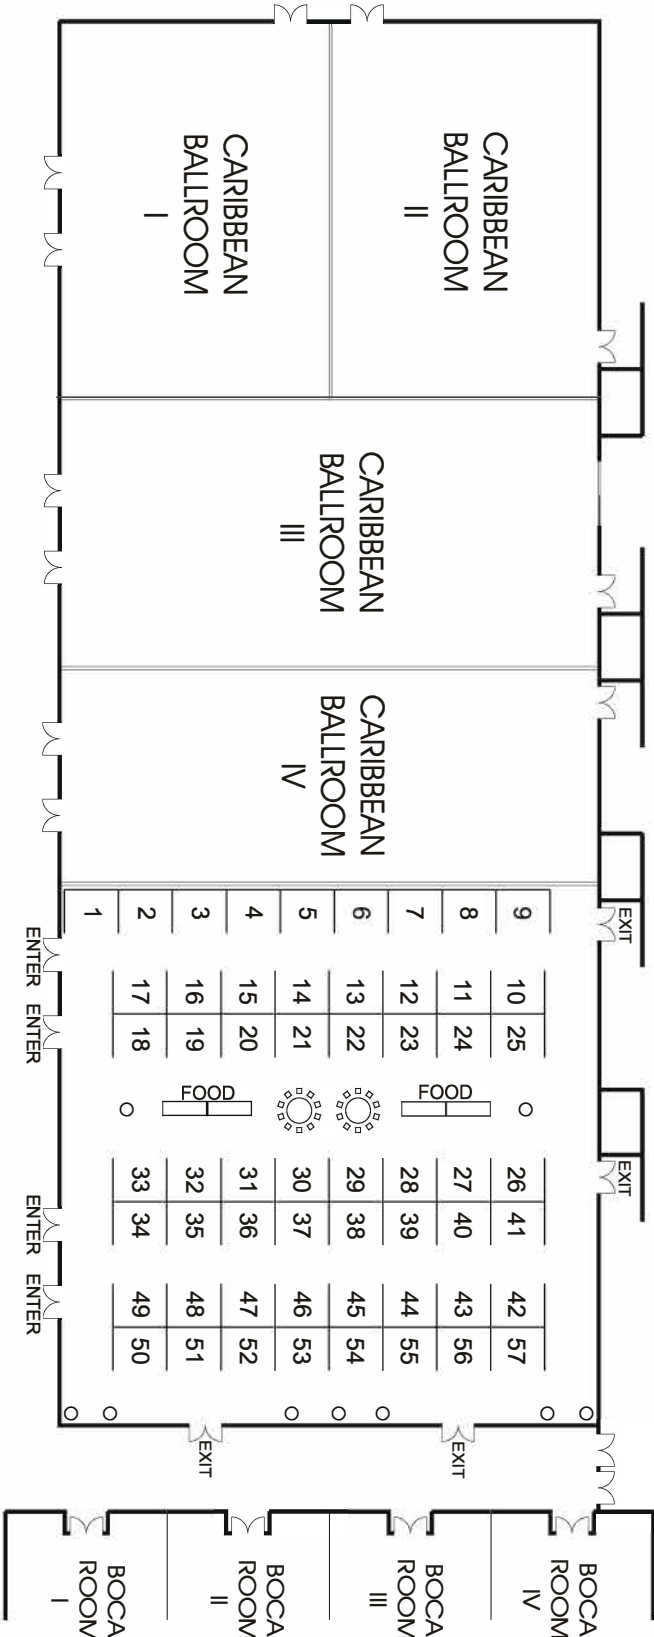 CARIBBEAN
BALLROOM
I
CARIBBEAN
BALLROOM
II
CARIBBEAN
BALLROOM
III
CARIBBEAN
BALLROOM
IV
1 2 3 4 5 6 7 8 9
EXIT
ENTER
ENTER
17 16 15 14 13 12 11 10
18 19 20 21 22 23 24 25
FOOD
FOOD
EXIT
33 32 31 30 29 28 27 26
34 35 36 37 38 39 40 41
ENTER
ENTER
49 48 47 46 45 44 43 42
50 51 52 53 54 55 56 57
EXIT
EXIT
BOCA
ROOM
I
BOCA
ROOM
II
BOCA
ROOM
III
BOCA
ROOM
IV